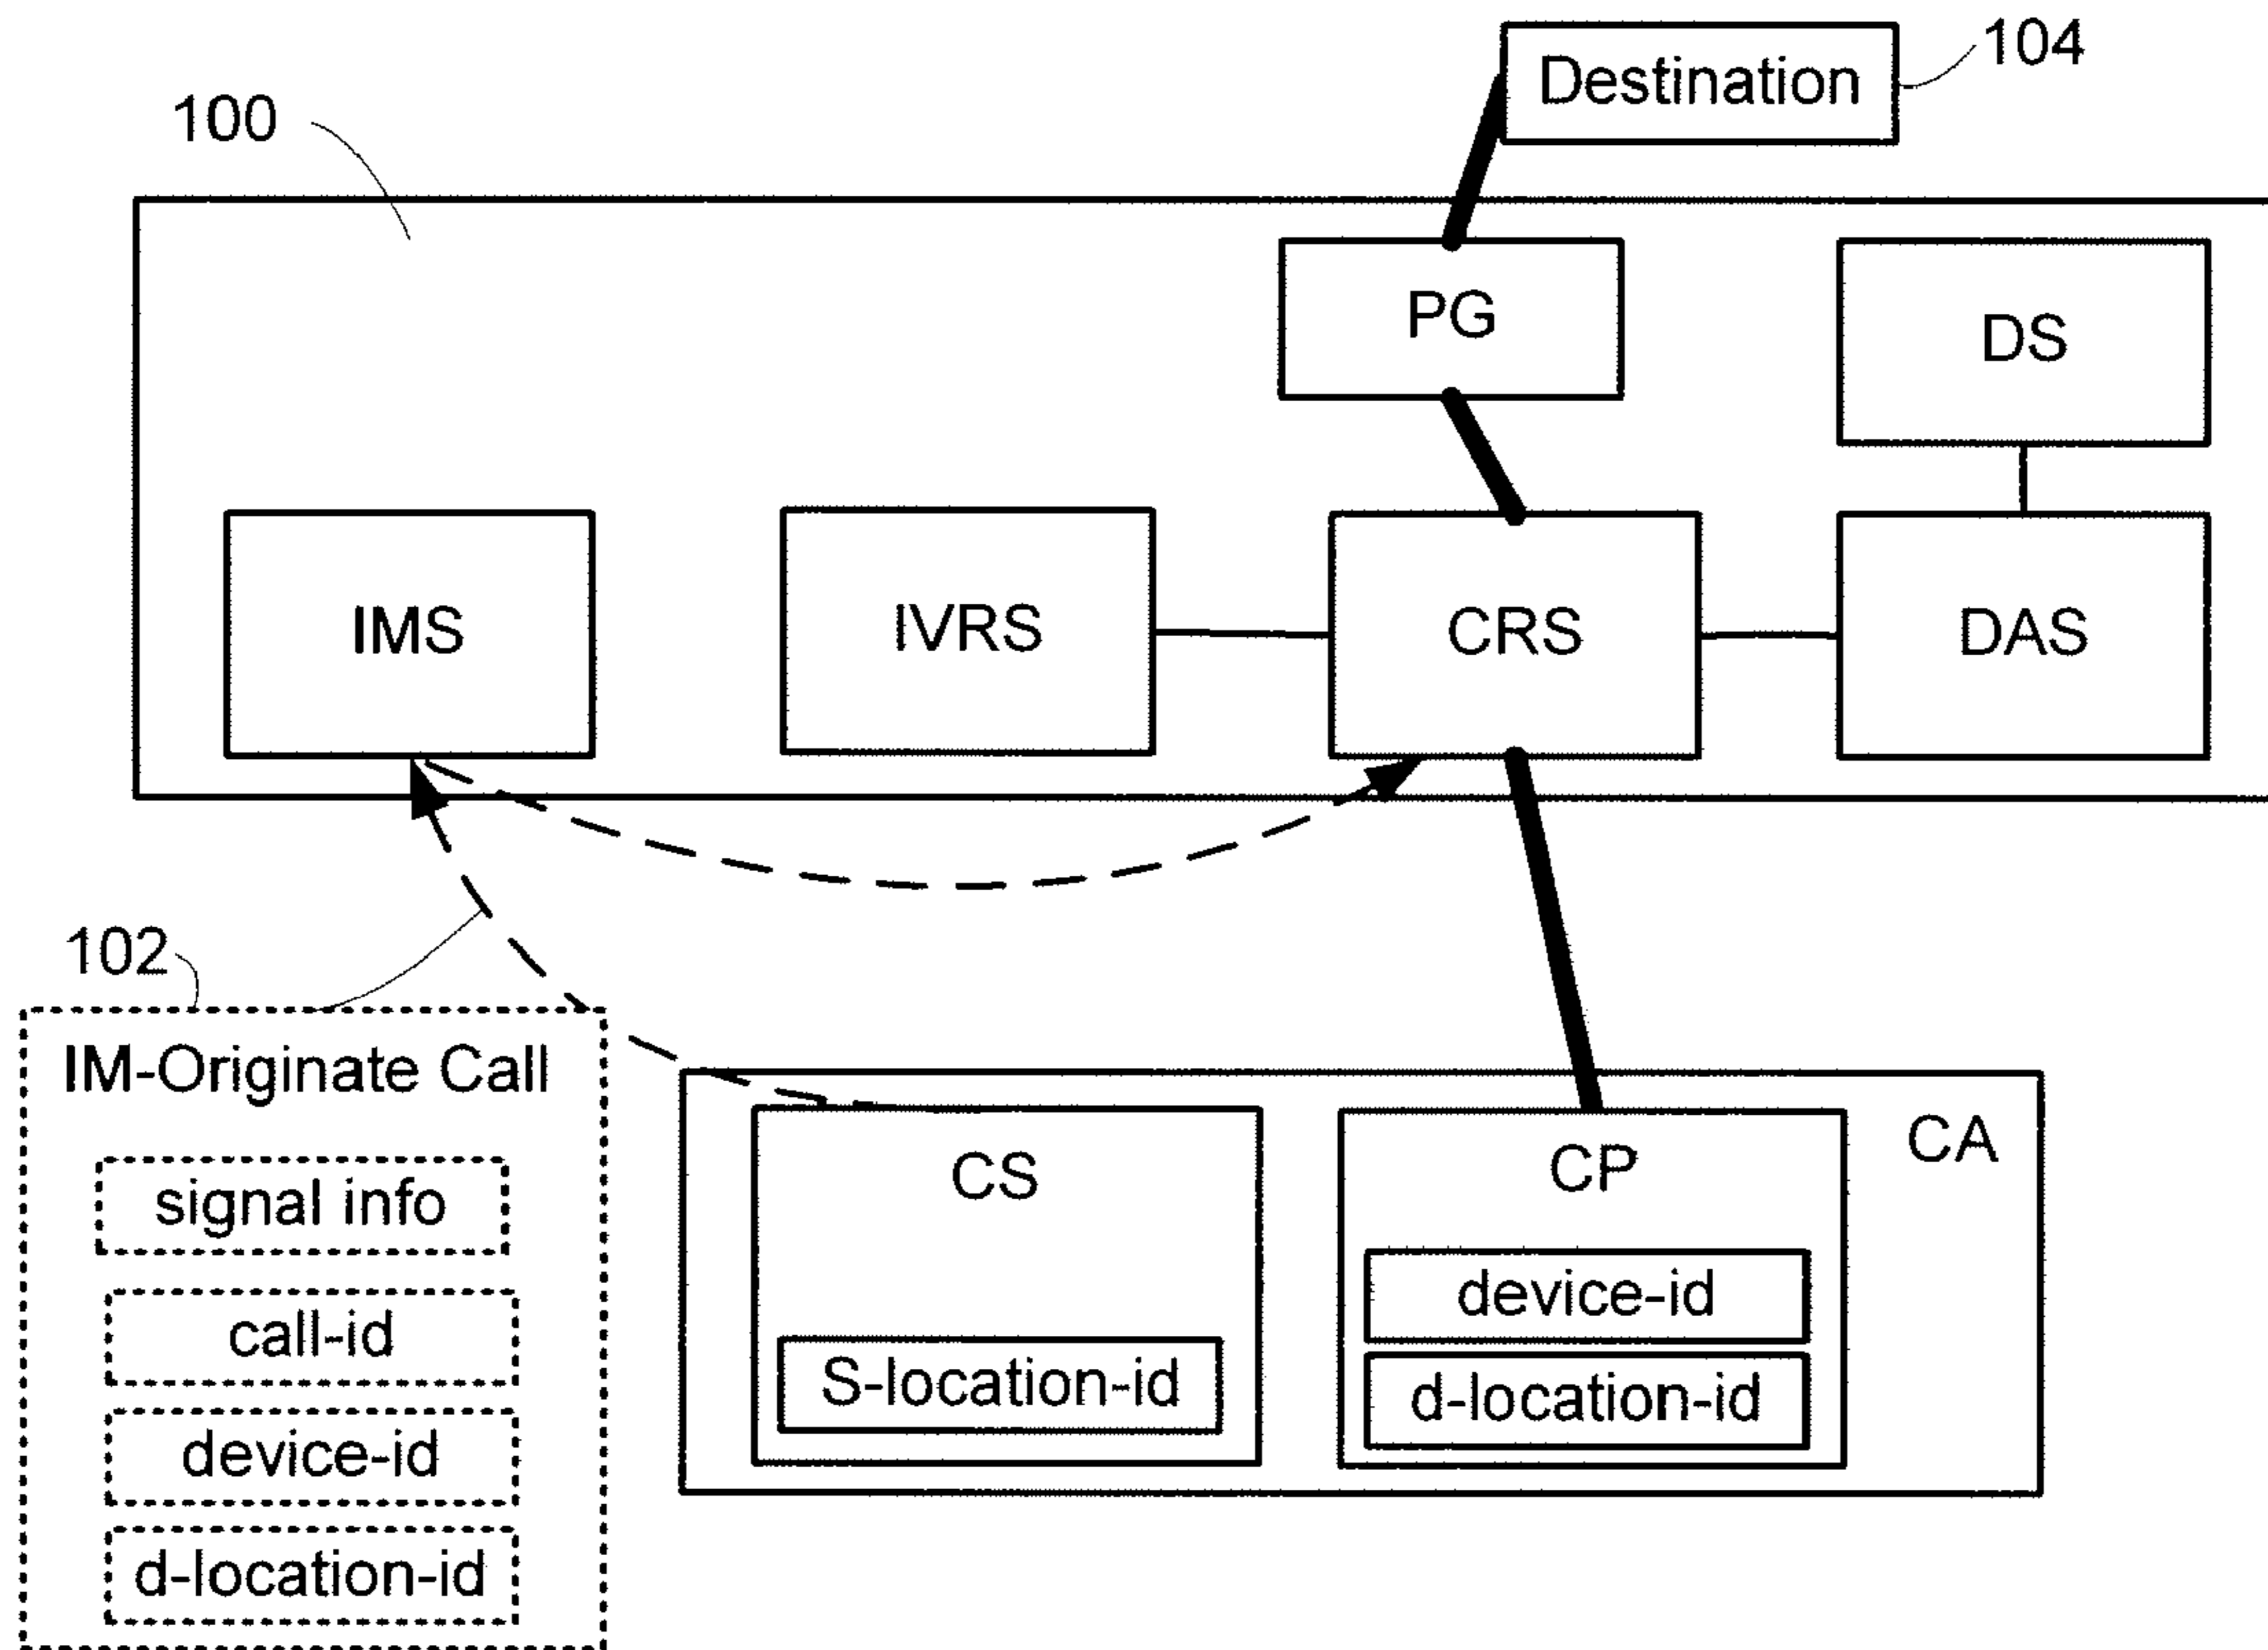 Destination
104
100
PG
DS
IMS
IVRS
CRS
DAS
102
IM-Originate Call
signal info
call-id
device-id
d-location-id
CS
S-location-id
CP
device-id
d-location-id
CA